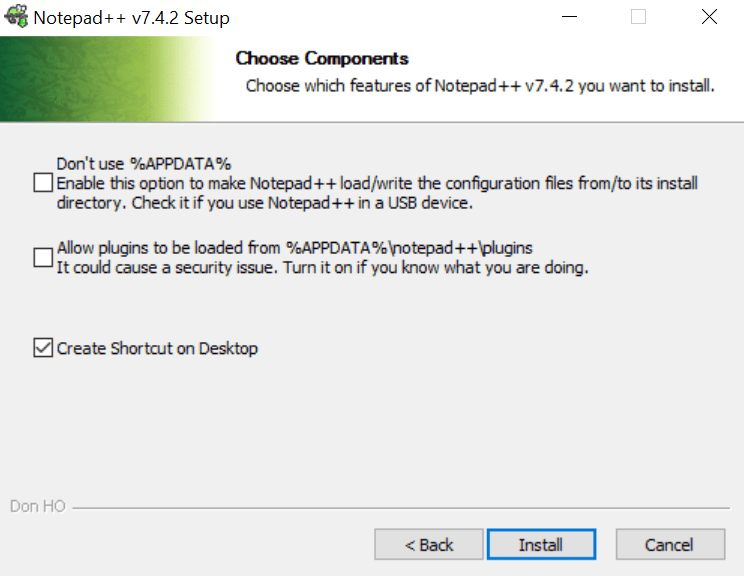 Notepad++ v7.4.2 Setup
Choose Components
Choose which features of Notepad++ v7.4.2 you want to install.
Don't use %APPDATA%
Enable this option to make Notepad++ load/write the configuration files from/to its install
directory. Check it if you use Notepad++ in a USB device.
Allow plugins to be loaded from %APPDATA%\notepad++\plugins
It could cause a security issue. Turn it on if you know what you are doing.
Create Shortcut on Desktop
Don HO
< Back
Install
Cancel